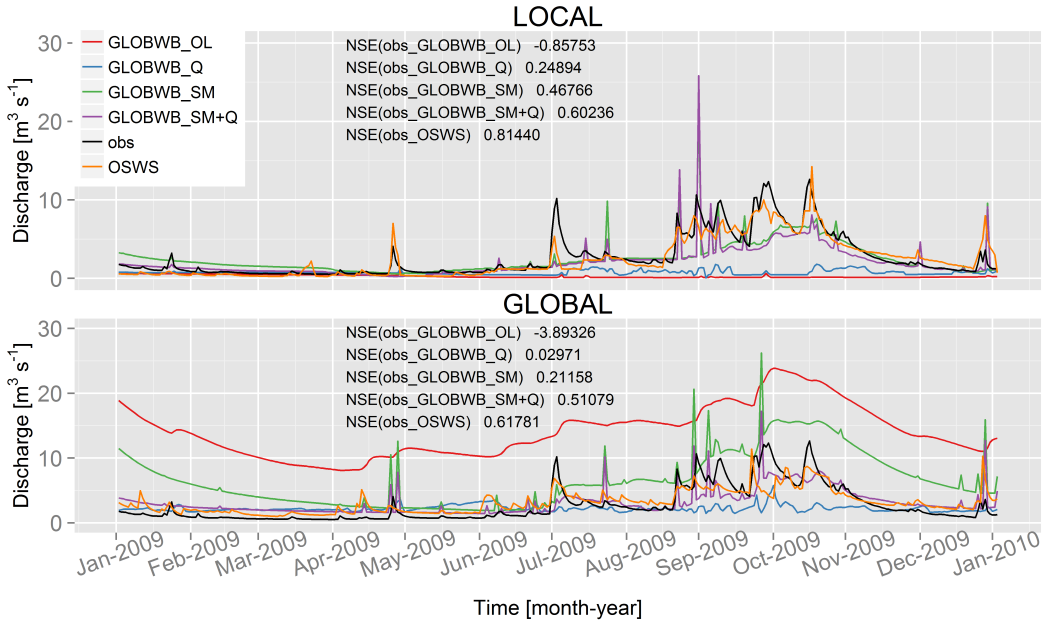 LOCAL
Discharge [m³ s⁻¹]
30
20
10
0
GLOBWB_OL
GLOBWB_Q
GLOBWB_SM
GLOBWB_SM+Q
obs
OSWS
NSE(obs_GLOBWB_OL) -0.85753
NSE(obs_GLOBWB_Q) 0.24894
NSE(obs_GLOBWB_SM) 0.46766
NSE(obs_GLOBWB_SM+Q) 0.60236
NSE(obs_OSWS) 0.81440
GLOBAL
Discharge [m³ s⁻¹]
30
20
10
0
NSE(obs_GLOBWB_OL) -3.89326
NSE(obs_GLOBWB_Q) 0.02971
NSE(obs_GLOBWB_SM) 0.21158
NSE(obs_GLOBWB_SM+Q) 0.51079
NSE(obs_OSWS) 0.61781
Jan-2009
Feb-2009
Mar-2009
Apr-2009
May-2009
Jun-2009
Jul-2009
Aug-2009
Sep-2009
Oct-2009
Nov-2009
Dec-2009
Jan-2010
Time [month-year]